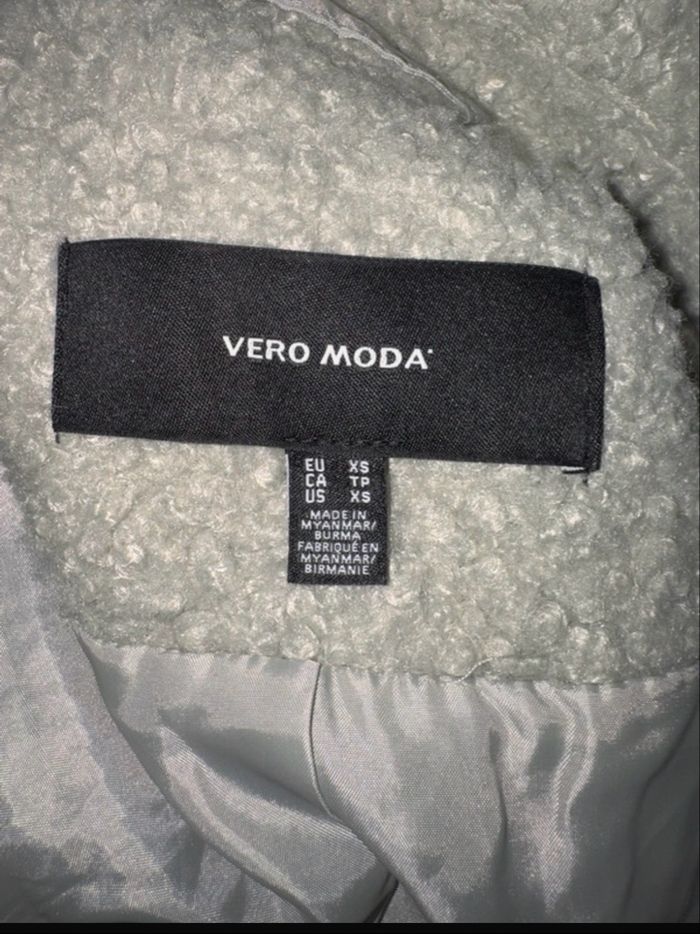 VERO MODA
EU XS
CA TP
US XS
MADE IN
MYANMAR/
BURMA
FABRIQUÉ EN
MYANMAR/
BIRMANIE